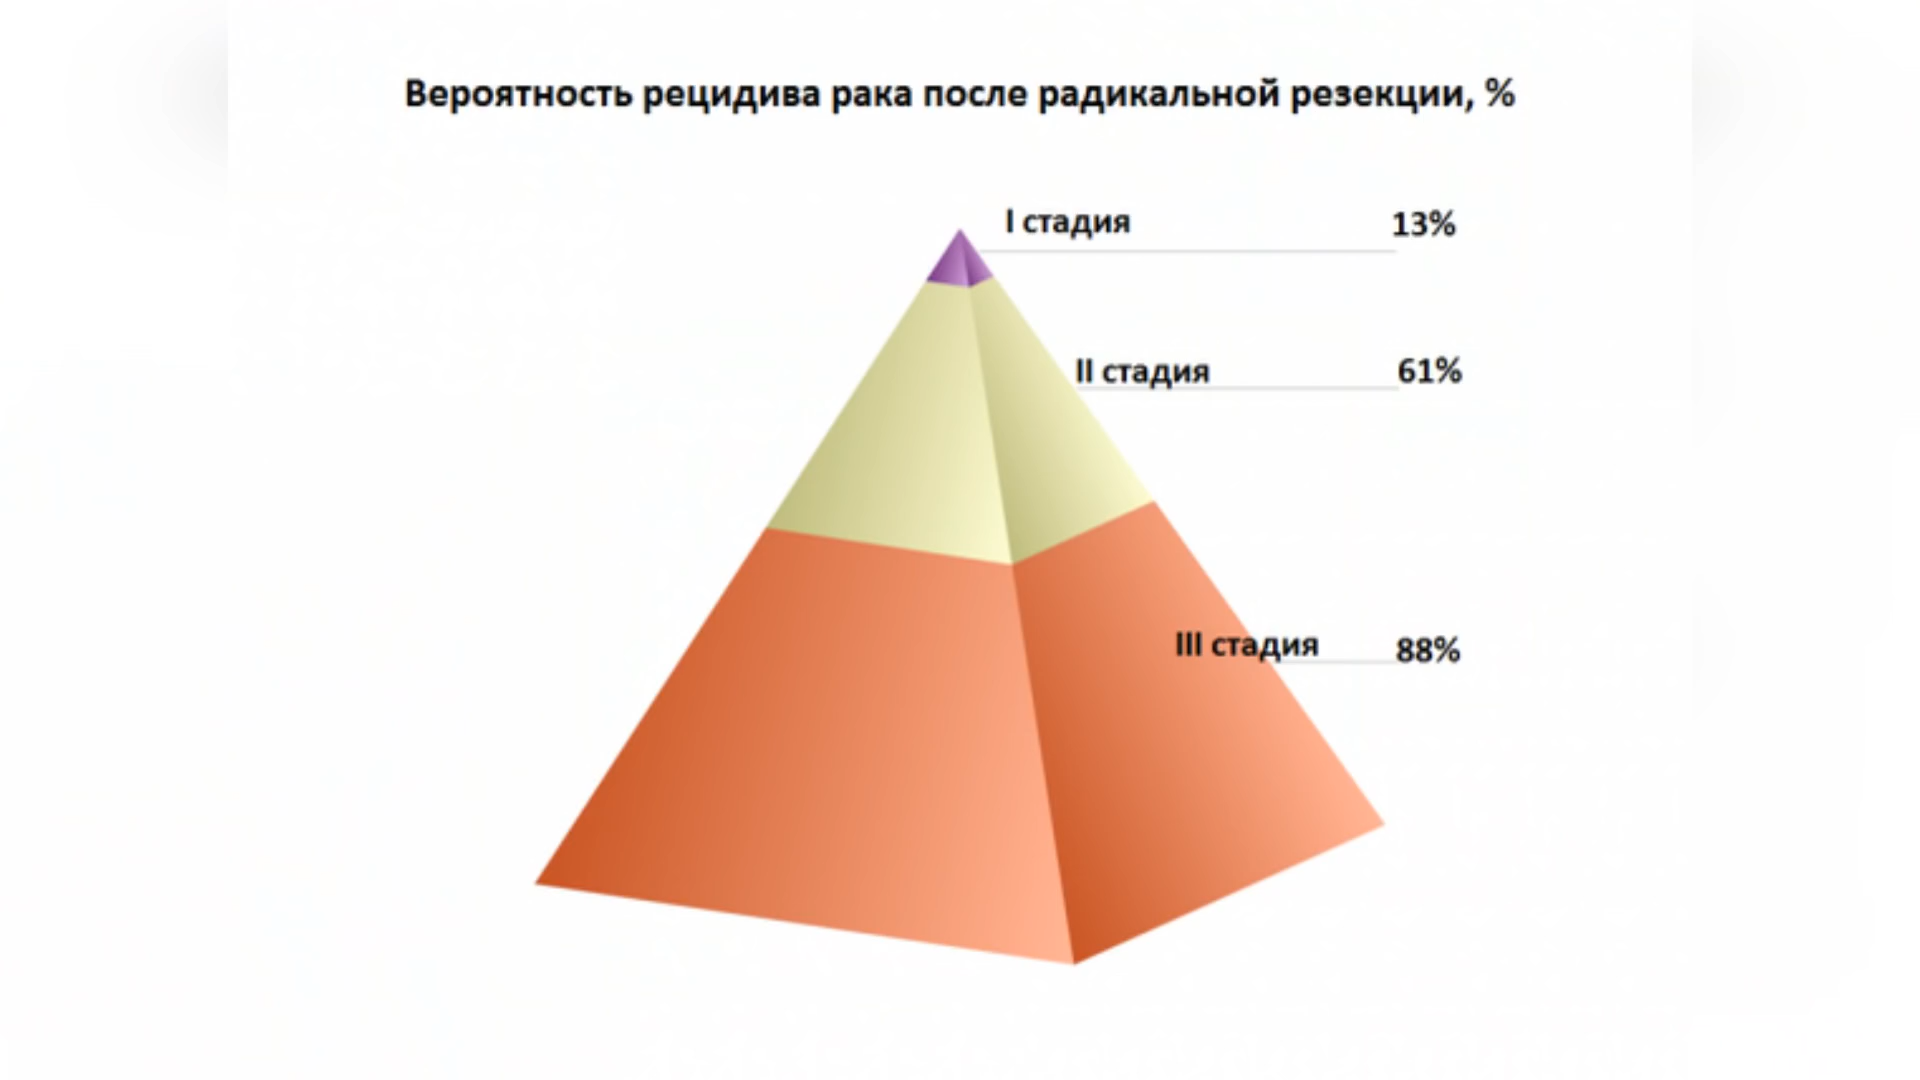 Вероятность рецидива рака после радикальной резекции, %
I стадия 13%
II стадия 61%
III стадия 88%